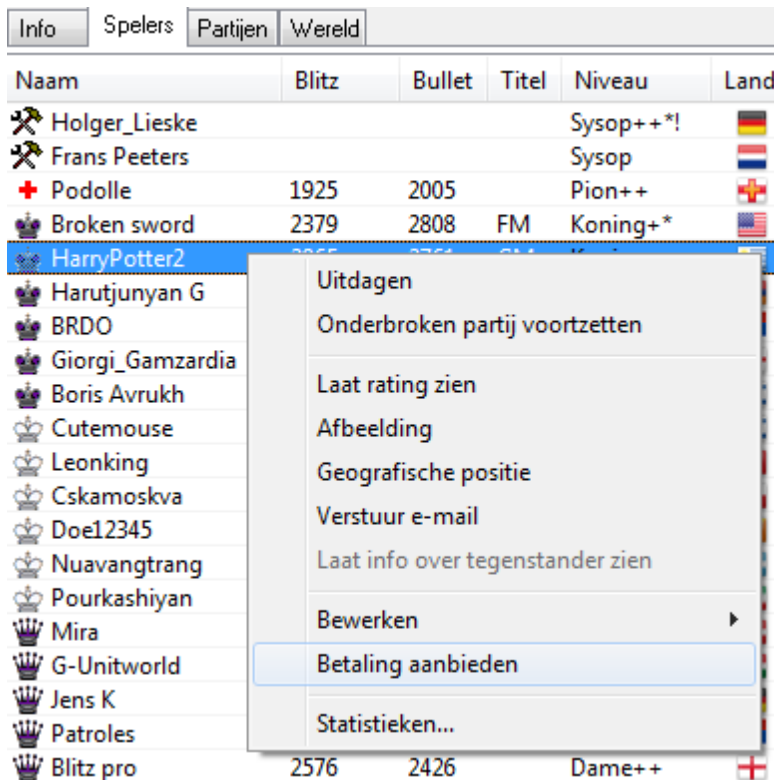 Info Spelers Partijen Wereld
Naam Blitz Bullet Titel Niveau Land
Holger_Lieske Sysop++*!
Frans Peeters Sysop
Podolle 1925 2005 Pion++
Broken sword 2379 2808 FM Koning+*
HarryPotter2
Harutjunyan G
BRDO
Giorgi_Gamzardia
Boris Avrukh
Cutemouse
Leonking
Cskamoskva
Doe12345
Nuavangtrang
Pourkashiyan
Mira
G-Unitworld
Jens K
Patroles
Blitz pro 2576 2426 Dame++
Uitdagen
Onderbroken partij voortzetten
Laat rating zien
Afbeelding
Geografische positie
Verstuur e-mail
Laat info over tegenstander zien
Bewerken
Betaling aanbieden
Statistieken...